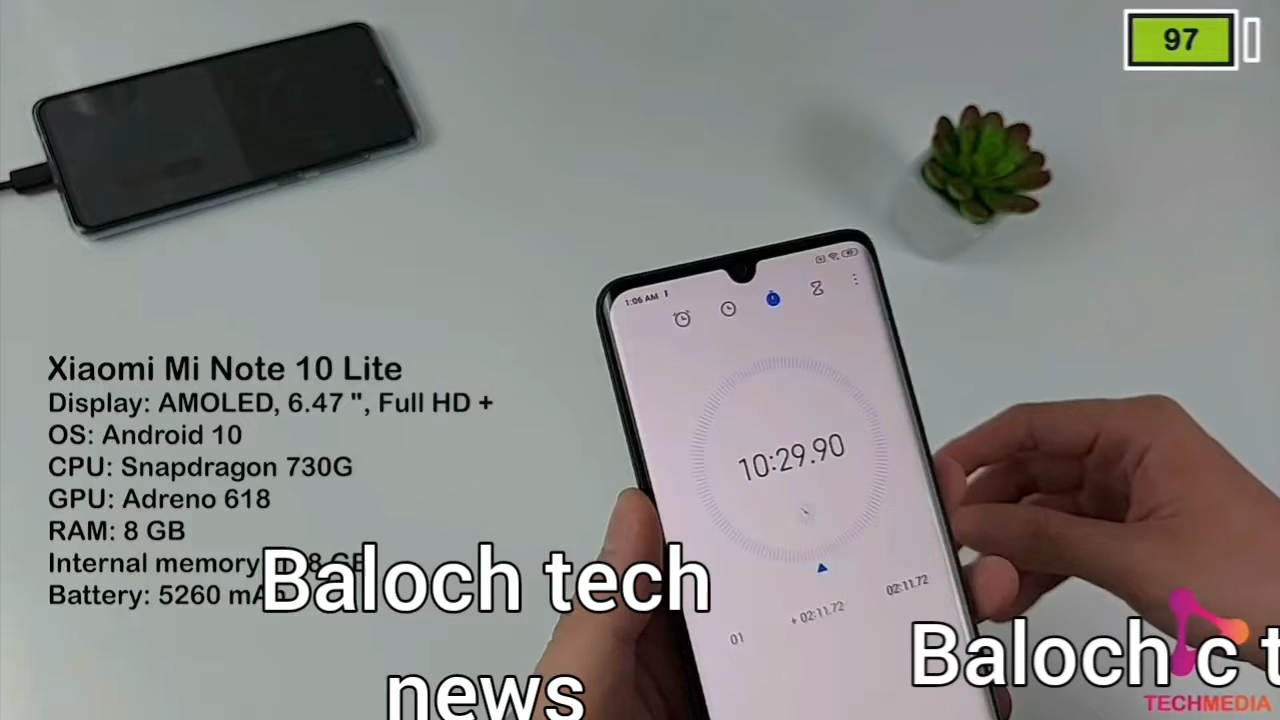 97
1:06 AM
10:29.90
01 + 02:11.72 02:11.72
Xiaomi Mi Note 10 Lite
Display: AMOLED, 6.47 ", Full HD +
OS: Android 10
CPU: Snapdragon 730G
GPU: Adreno 618
RAM: 8 GB
Internal memory
Battery: 5260
Baloch tech
news
Baloch
TECHMEDIA